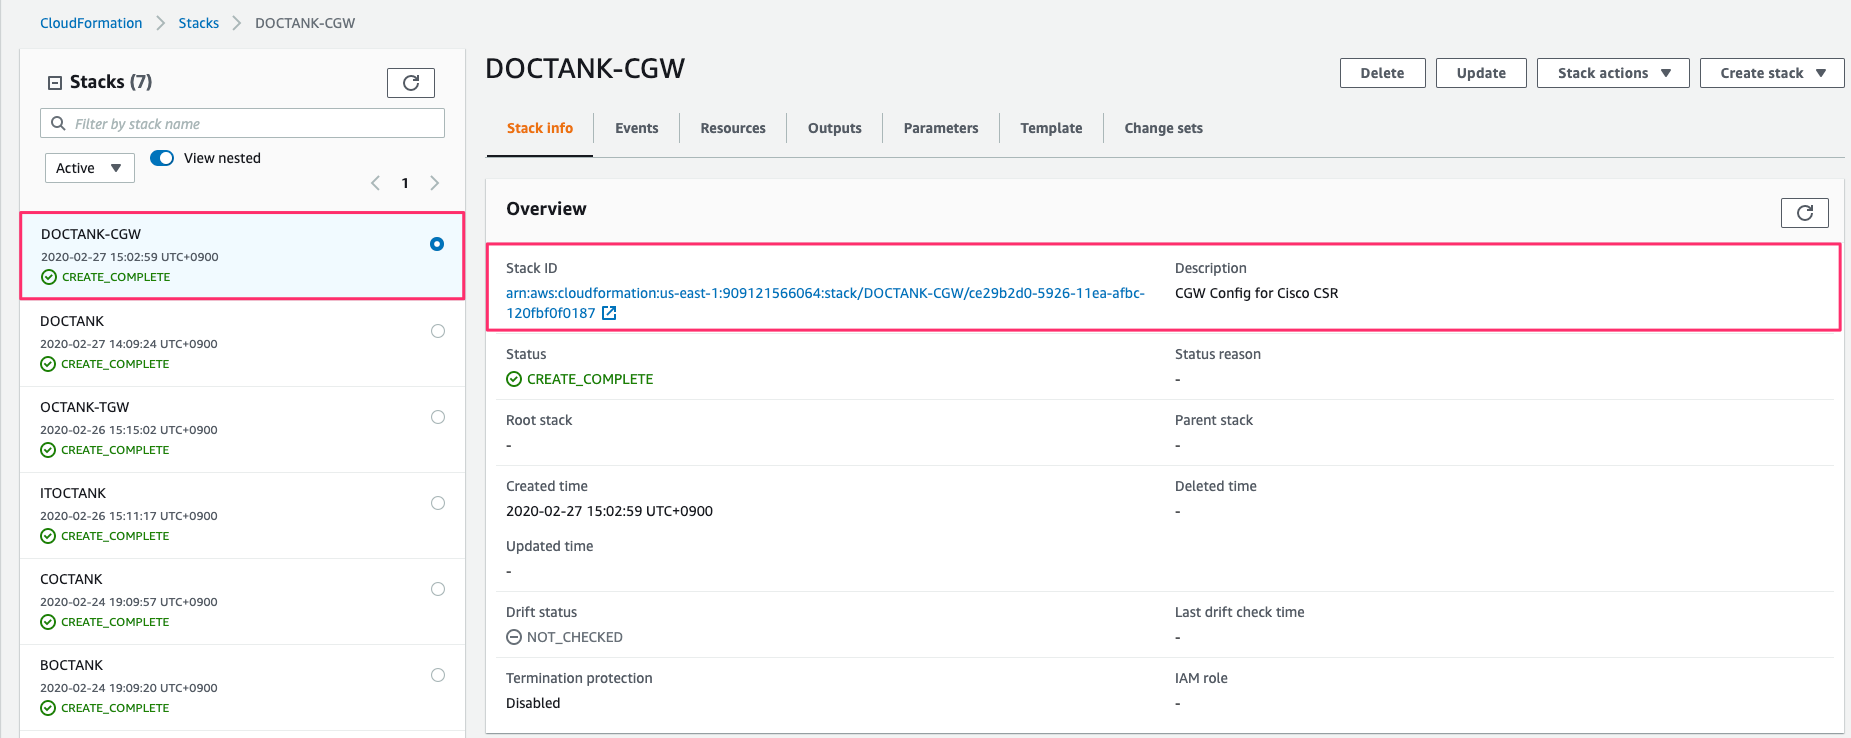 CloudFormation > Stacks > DOCTANK-CGW
Stacks (7)
Filter by stack name
Active
View nested
1
DOCTANK-CGW
2020-02-27 15:02:59 UTC+0900
CREATE_COMPLETE
DOCTANK
2020-02-27 14:09:24 UTC+0900
CREATE_COMPLETE
OCTANK-TGW
2020-02-26 15:15:02 UTC+0900
CREATE_COMPLETE
ITOCTANK
2020-02-26 15:11:17 UTC+0900
CREATE_COMPLETE
COCTANK
2020-02-24 19:09:57 UTC+0900
CREATE_COMPLETE
BOCTANK
2020-02-24 19:09:20 UTC+0900
CREATE_COMPLETE
DOCTANK-CGW
Delete Update Stack actions Create stack
Stack info Events Resources Outputs Parameters Template Change sets
Overview
Stack ID
arn:aws:cloudformation:us-east-1:909121566064:stack/DOCTANK-CGW/ce29b2d0-5926-11ea-afbc-
120fbf0f0187
Description
CGW Config for Cisco CSR
Status
CREATE_COMPLETE
Status reason
-
Root stack
-
Parent stack
-
Created time
2020-02-27 15:02:59 UTC+0900
Deleted time
-
Updated time
-
Drift status
NOT_CHECKED
Last drift check time
-
Termination protection
Disabled
IAM role
-